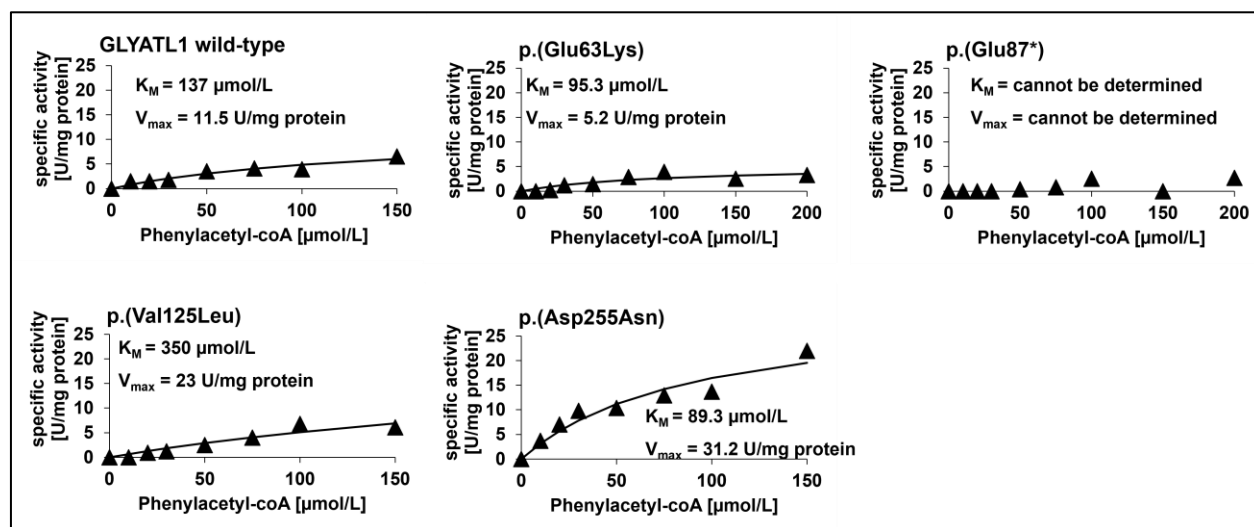 GLYATL1 wild-type
specific activity
[U/mg protein]
25
20
15
10
5
0
K_M = 137 µmol/L
V_max = 11.5 U/mg protein
0 50 100 150
Phenylacetyl-coA [µmol/L]
p.(Glu63Lys)
specific activity
[U/mg protein]
25
20
15
10
5
0
K_M = 95.3 µmol/L
V_max = 5.2 U/mg protein
0 50 100 150 200
Phenylacetyl-coA [µmol/L]
p.(Glu87*)
specific activity
[U/mg protein]
25
20
15
10
5
0
K_M = cannot be determined
V_max = cannot be determined
0 50 100 150 200
Phenylacetyl-coA [µmol/L]
p.(Val125Leu)
specific activity
[U/mg protein]
25
20
15
10
5
0
K_M = 350 µmol/L
V_max = 23 U/mg protein
0 50 100 150
Phenylacetyl-coA [µmol/L]
p.(Asp255Asn)
specific activity
[U/mg protein]
25
20
15
10
5
0
K_M = 89.3 µmol/L
V_max = 31.2 U/mg protein
0 50 100 150
Phenylacetyl-coA [µmol/L]